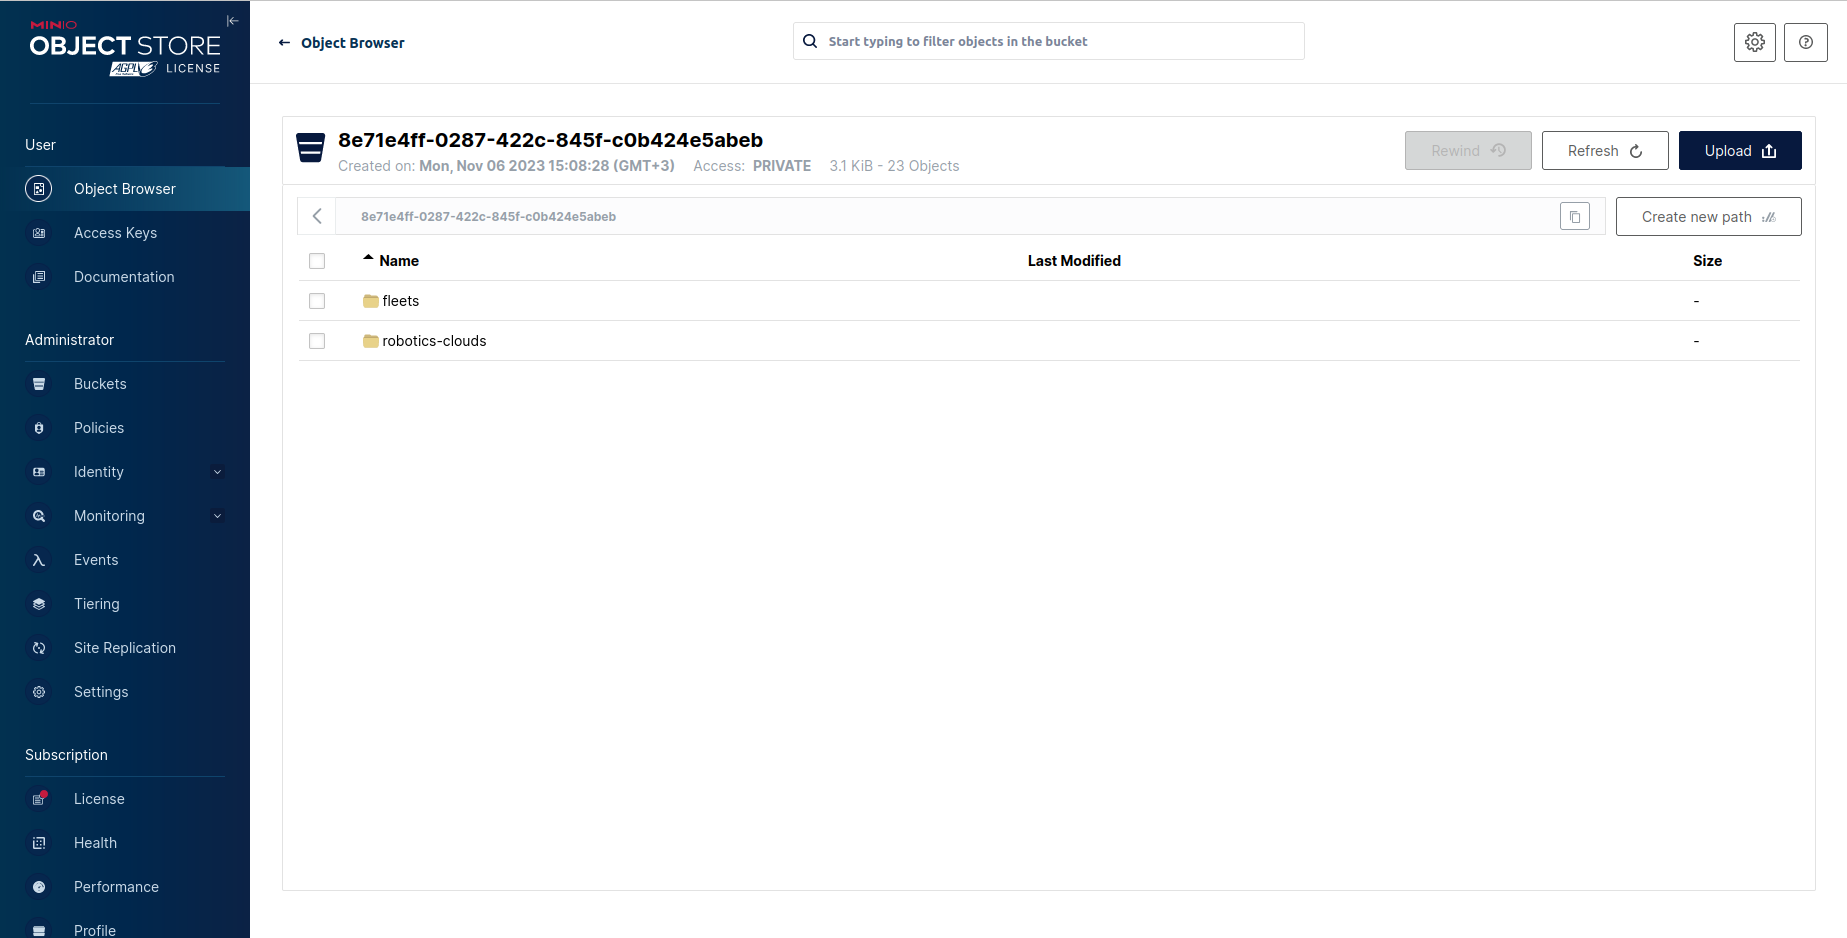 MINIO
OBJECT STORE
AGPLv3 LICENSE
User
Object Browser
Access Keys
Documentation
Administrator
Buckets
Policies
Identity
Monitoring
Events
Tiering
Site Replication
Settings
Subscription
License
Health
Performance
Profile
Object Browser
Start typing to filter objects in the bucket
8e71e4ff-0287-422c-845f-c0b424e5abeb
Created on: Mon, Nov 06 2023 15:08:28 (GMT+3) Access: PRIVATE 3.1 KiB - 23 Objects
Rewind Refresh Upload
8e71e4ff-0287-422c-845f-c0b424e5abeb
Create new path
Name Last Modified Size
fleets -
robotics-clouds -